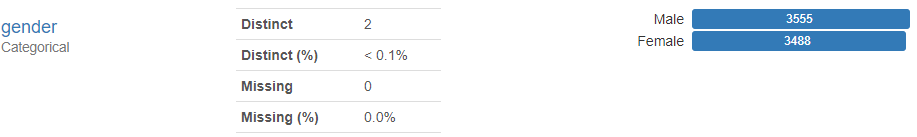 gender
Categorical
Distinct 2
Distinct (%) < 0.1%
Missing 0
Missing (%) 0.0%
Male 3555
Female 3488